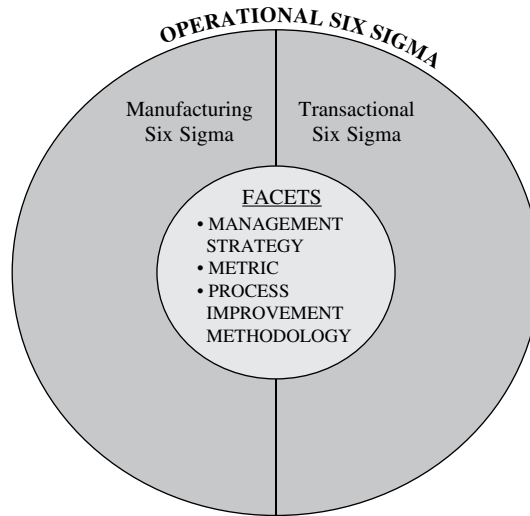 OPERATIONAL SIX SIGMA
Manufacturing
Six Sigma
Transactional
Six Sigma
FACETS
• MANAGEMENT
STRATEGY
• METRIC
• PROCESS
IMPROVEMENT
METHODOLOGY